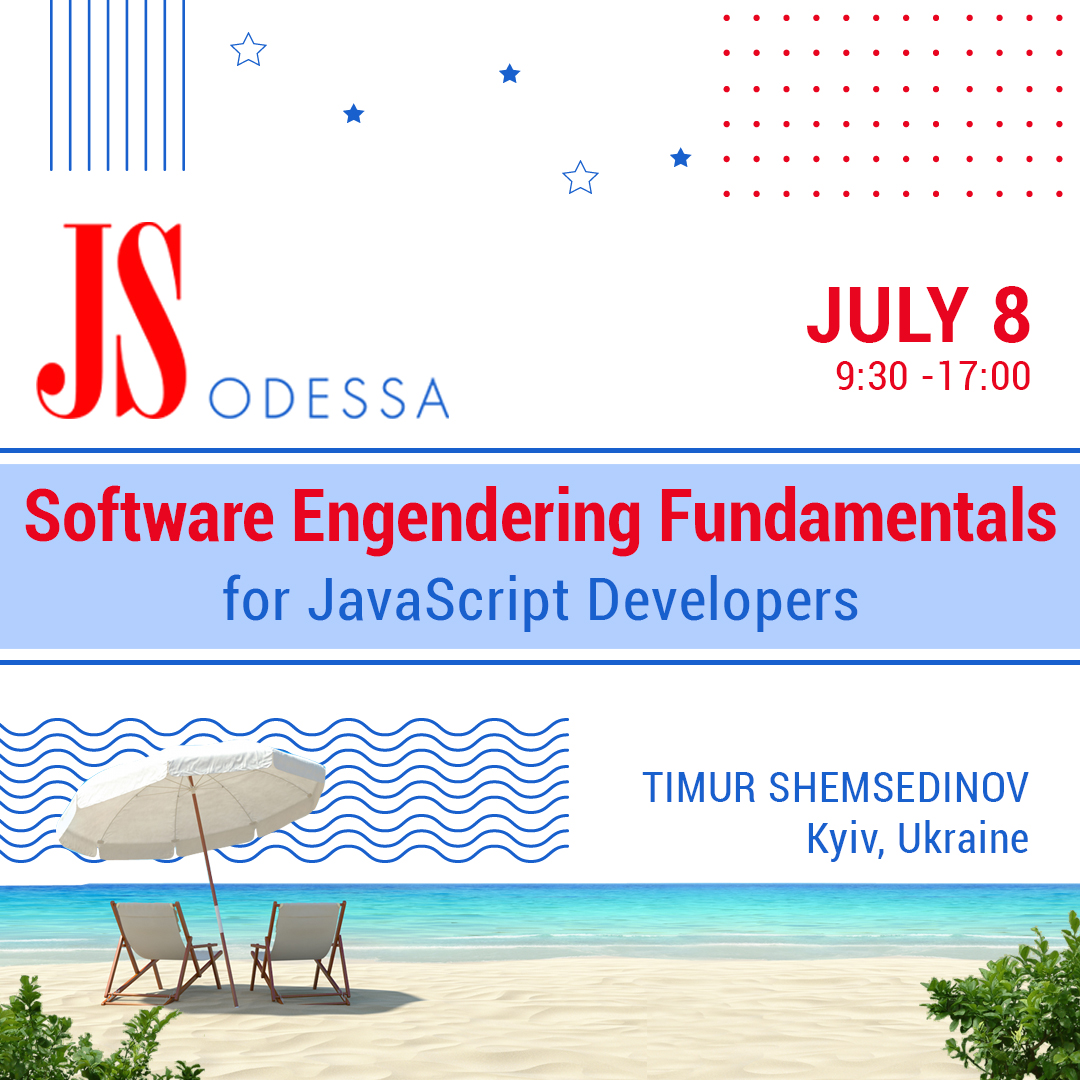 JS ODESSA
JULY 8
9:30 -17:00
Software Engendering Fundamentals
for JavaScript Developers
TIMUR SHEMSEDINOV
Kyiv, Ukraine